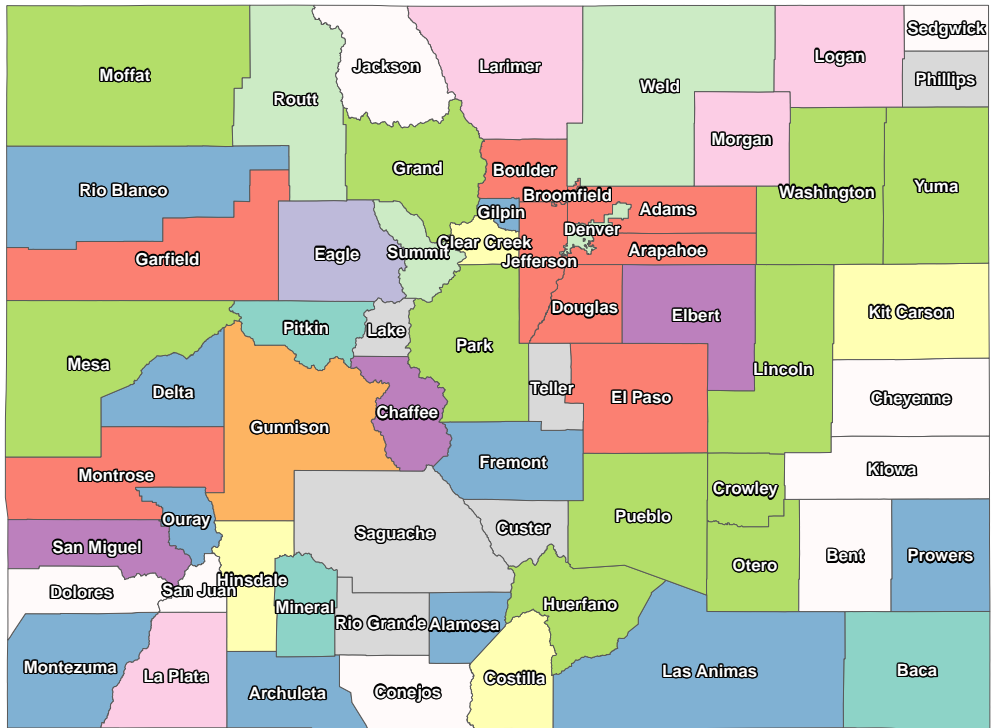 Sedgwick
Moffat
Routt
Jackson
Larimer
Weld
Logan
Phillips
Morgan
Rio Blanco
Grand
Boulder
Broomfield
Washington
Yuma
Gilpin
Adams
Garfield
Eagle
Summit
Clear Creek
Denver
Jefferson
Arapahoe
Mesa
Pitkin
Lake
Park
Douglas
Elbert
Kit Carson
Delta
Gunnison
Chaffee
Teller
El Paso
Lincoln
Cheyenne
Montrose
Fremont
Kiowa
Ouray
Saguache
Custer
Pueblo
Crowley
San Miguel
Otero
Bent
Prowers
Dolores
San Juan
Hinsdale
Mineral
Rio Grande
Alamosa
Huerfano
Montezuma
La Plata
Archuleta
Conejos
Costilla
Las Animas
Baca